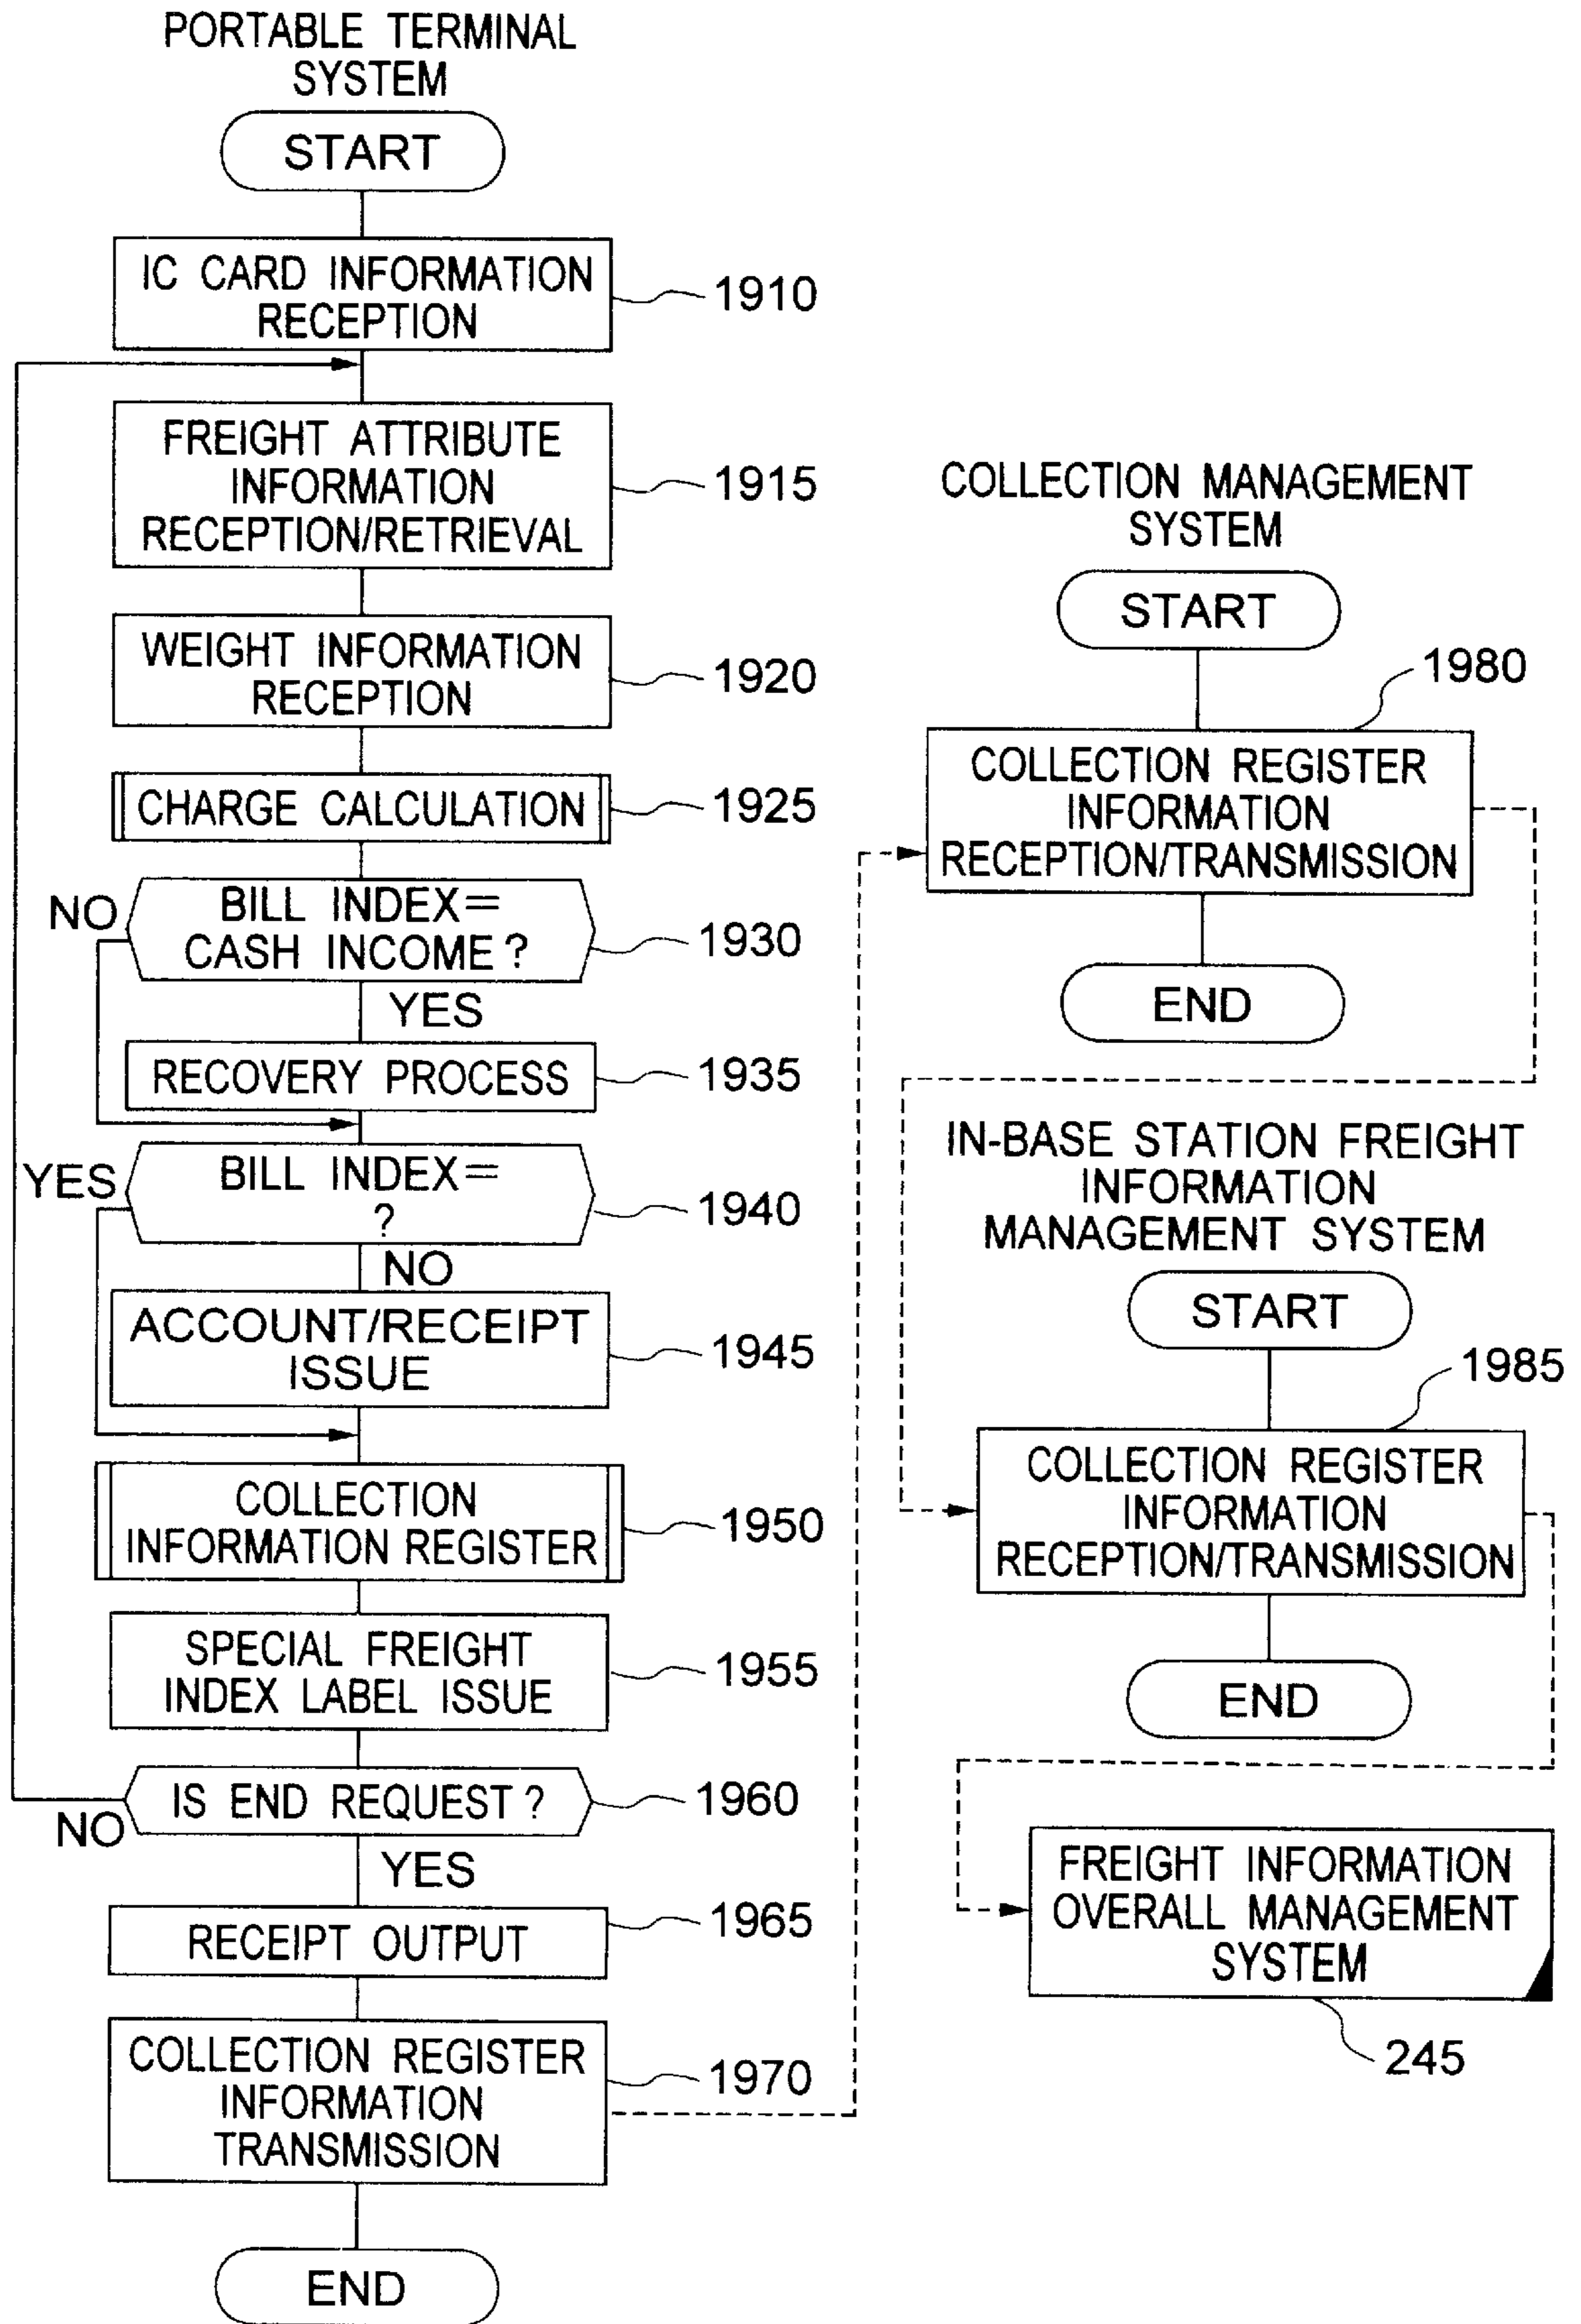 PORTABLE TERMINAL
SYSTEM
START
IC CARD INFORMATION
RECEPTION
1910
FREIGHT ATTRIBUTE
INFORMATION
RECEPTION/RETRIEVAL
1915
WEIGHT INFORMATION
RECEPTION
1920
CHARGE CALCULATION
1925
NO
BILL INDEX=
CASH INCOME?
1930
YES
RECOVERY PROCESS
1935
YES
BILL INDEX=
?
1940
NO
ACCOUNT/RECEIPT
ISSUE
1945
COLLECTION
INFORMATION REGISTER
1950
SPECIAL FREIGHT
INDEX LABEL ISSUE
1955
IS END REQUEST?
1960
NO
YES
RECEIPT OUTPUT
1965
COLLECTION REGISTER
INFORMATION
TRANSMISSION
1970
END
COLLECTION MANAGEMENT
SYSTEM
START
1980
COLLECTION REGISTER
INFORMATION
RECEPTION/TRANSMISSION
END
IN-BASE STATION FREIGHT
INFORMATION
MANAGEMENT SYSTEM
START
1985
COLLECTION REGISTER
INFORMATION
RECEPTION/TRANSMISSION
END
FREIGHT INFORMATION
OVERALL MANAGEMENT
SYSTEM
245